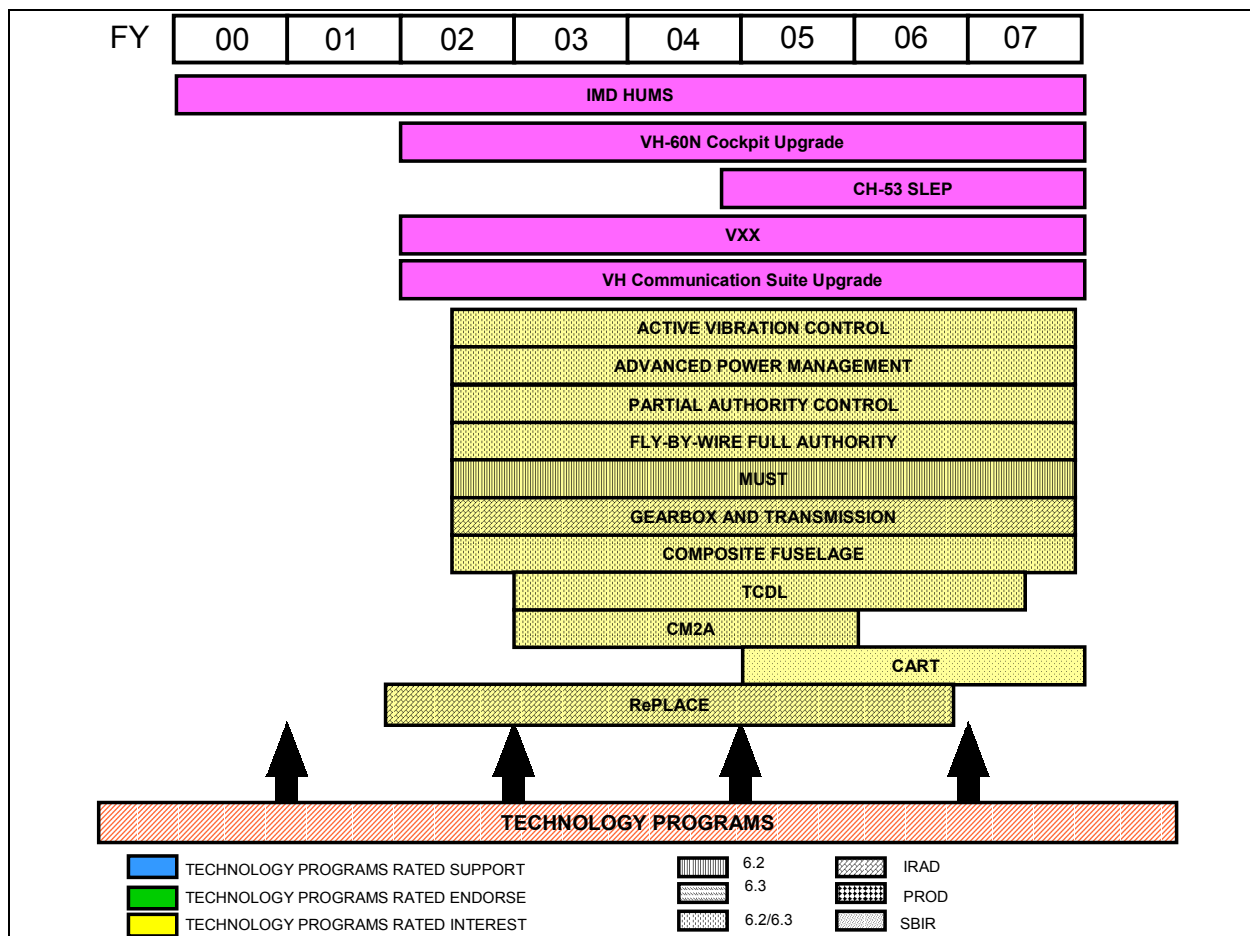 FY 00 01 02 03 04 05 06 07
IMD HUMS
VH-60N Cockpit Upgrade
CH-53 SLEP
VXX
VH Communication Suite Upgrade
ACTIVE VIBRATION CONTROL
ADVANCED POWER MANAGEMENT
PARTIAL AUTHORITY CONTROL
FLY-BY-WIRE FULL AUTHORITY
MUST
GEARBOX AND TRANSMISSION
COMPOSITE FUSELAGE
TCDL
CM2A
CART
RePLACE
TECHNOLOGY PROGRAMS
TECHNOLOGY PROGRAMS RATED SUPPORT
TECHNOLOGY PROGRAMS RATED ENDORSE
TECHNOLOGY PROGRAMS RATED INTEREST
6.2
6.3
6.2/6.3
IRAD
PROD
SBIR